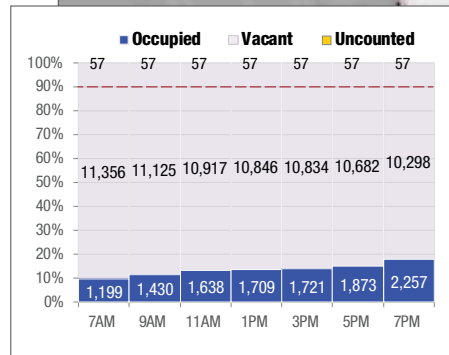 Occupied Vacant Uncounted
100% 57 57 57 57 57 57 57
90%
80%
70%
60%
11,356 11,125 10,917 10,846 10,834 10,682 10,298
50%
40%
30%
20%
10% 1,199 1,430 1,638 1,709 1,721 1,873 2,257
0%
7AM 9AM 11AM 1PM 3PM 5PM 7PM